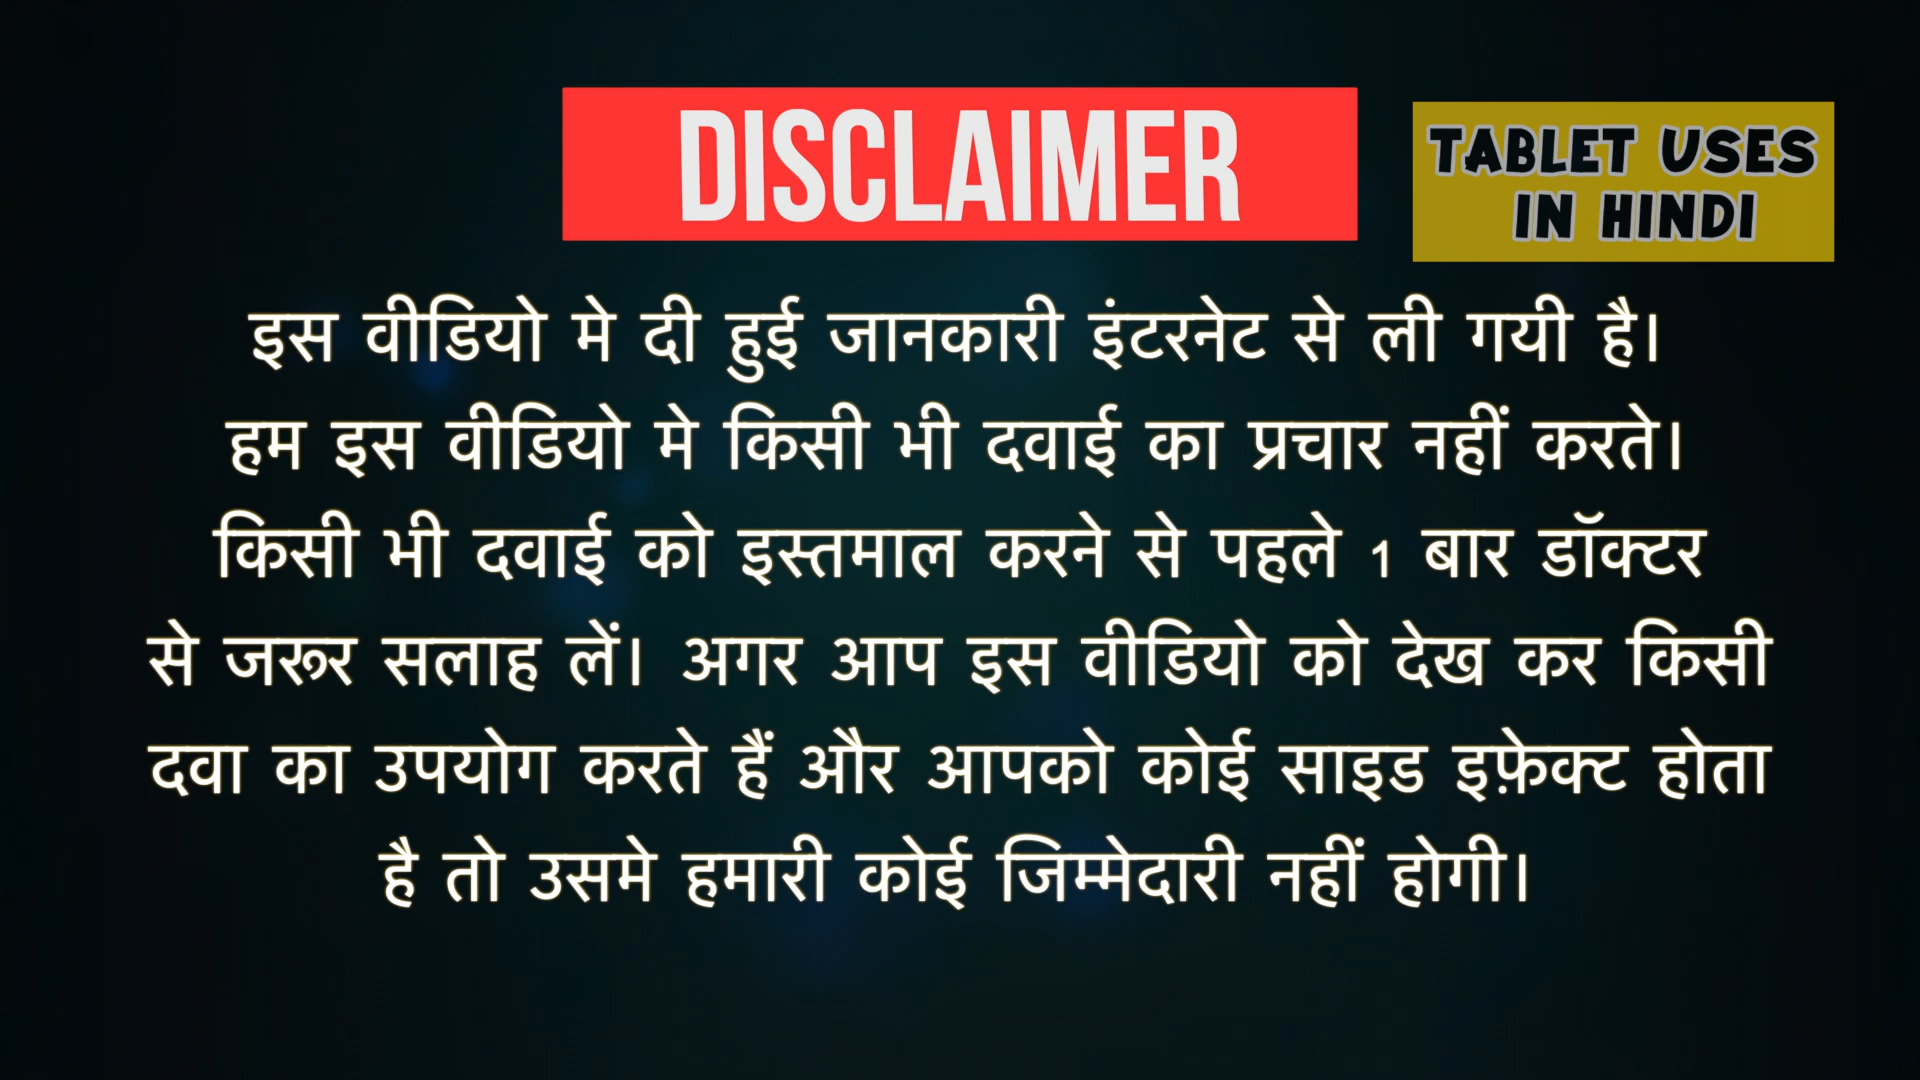 DISCLAIMER
TABLET USES
IN HINDI
इस वीडियो मे दी हुई जानकारी इंटरनेट से ली गयी है।
हम इस वीडियो मे किसी भी दवाई का प्रचार नहीं करते।
किसी भी दवाई को इस्तमाल करने से पहले 1 बार डॉक्टर
से जरूर सलाह लें। अगर आप इस वीडियो को देख कर किसी
दवा का उपयोग करते हैं और आपको कोई साइड इफ़ेक्ट होता
है तो उसमे हमारी कोई जिम्मेदारी नहीं होगी।